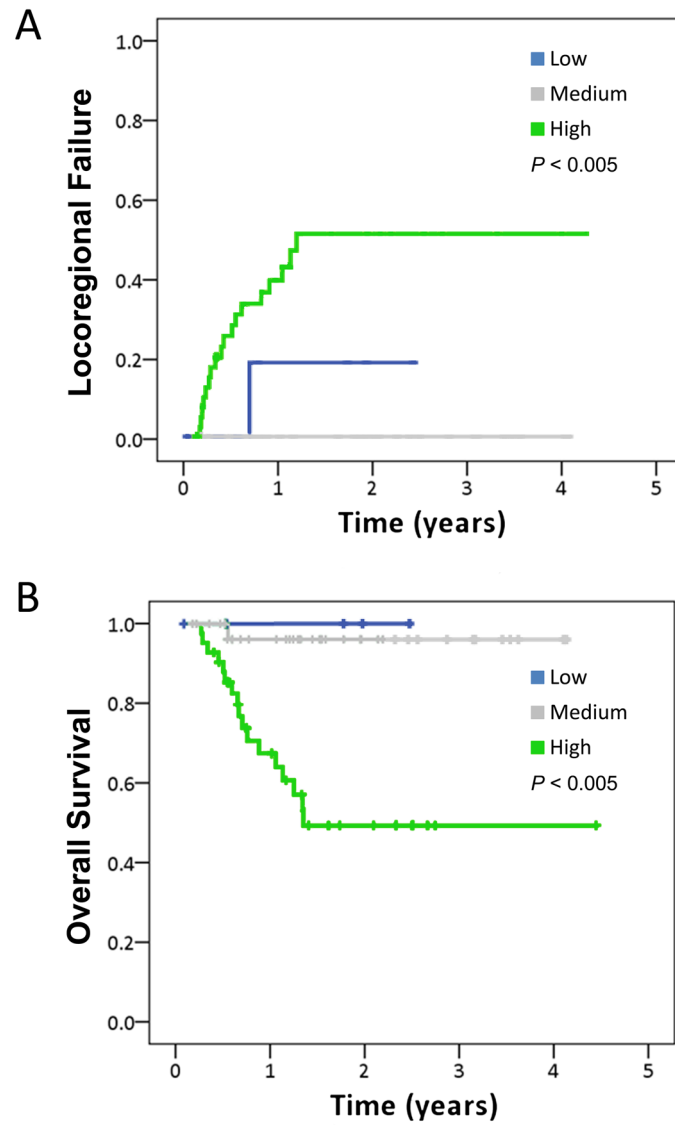 A
Locoregional Failure
1.0
0.8
0.6
0.4
0.2
0.0
Low
Medium
High
P < 0.005
0 1 2 3 4 5
Time (years)
B
Overall Survival
1.0
0.8
0.6
0.4
0.2
0.0
Low
Medium
High
P < 0.005
0 1 2 3 4 5
Time (years)